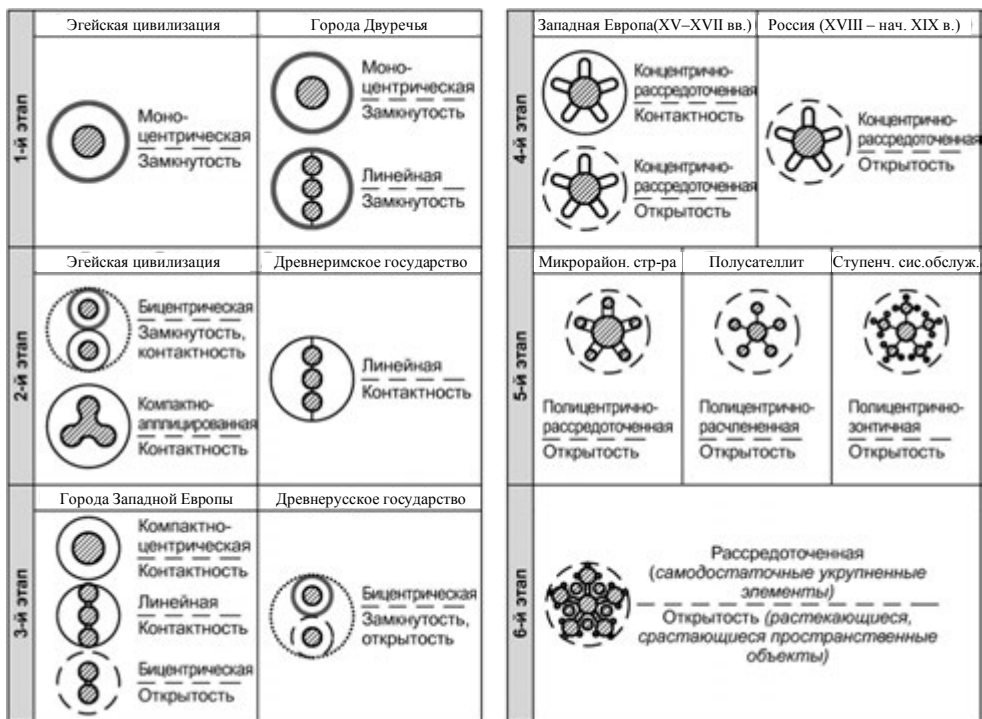 Эгейская цивилизация
Города Двуречья
1-й этап
Моно-
центрическая
Замкнутость
Моно-
центрическая
Замкнутость
Линейная
Замкнутость
Эгейская цивилизация
Древнеримское государство
2-й этап
Бицентрическая
Замкнутость,
контактность
Компактно-
апплицированная
Контактность
Линейная
Контактность
Города Западной Европы
Древнерусское государство
3-й этап
Компактно-
центрическая
Контактность
Линейная
Контактность
Бицентрическая
Открытость
Бицентрическая
Замкнутость,
открытость
Западная Европа(XV–XVII вв.)
Россия (XVIII – нач. XIX в.)
4-й этап
Концентрично-
рассредоточенная
Контактность
Концентрично-
рассредоточенная
Открытость
Концентрично-
рассредоточенная
Открытость
Микрорайон. стр-ра
Полусателлит
Ступенч. сис.обслуж.
5-й этап
Полицентрично-
рассредоточенная
Открытость
Полицентрично-
расчлененная
Открытость
Полицентрично-
зонтичная
Открытость
6-й этап
Рассредоточенная
(самодостаточные укрупненные
элементы)
Открытость (растекающиеся,
срастающиеся пространственные
объекты)